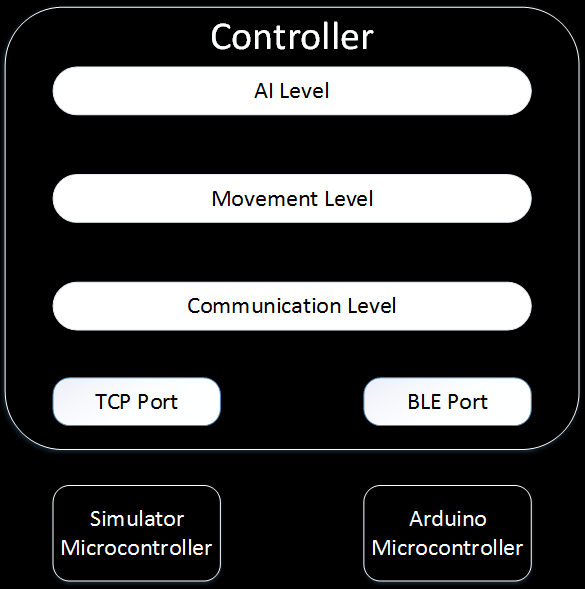 Controller
AI Level
Movement Level
Communication Level
TCP Port
BLE Port
Simulator
Microcontroller
Arduino
Microcontroller